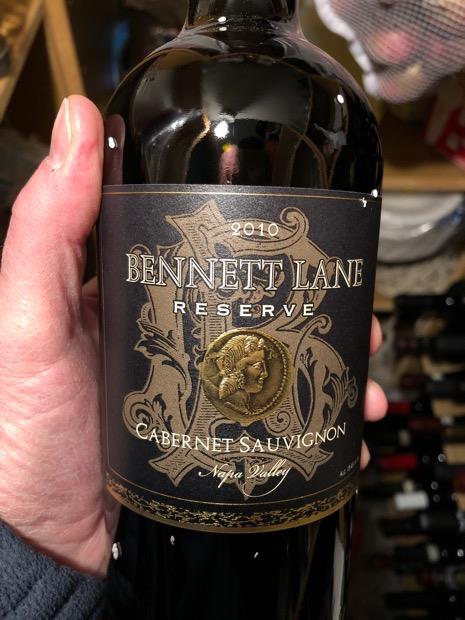 2010
BENNETT LANE
RESERVE
CABERNET SAUVIGNON
Napa Valley